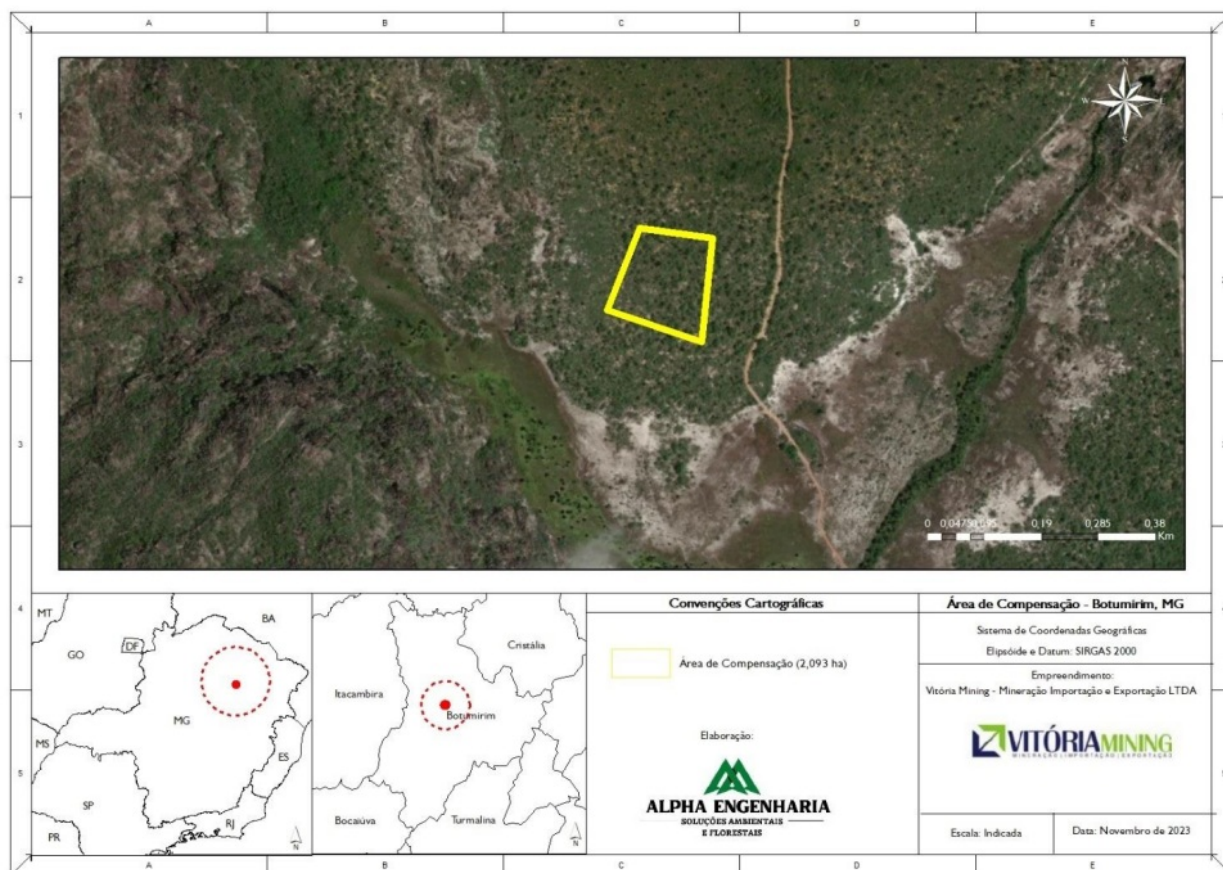 A B C D E
1
2
3
4
5
N
W
0 0,0475 0,095 0,19 0,285 0,38
Km
MT
BA
GO
DF
MG
MS
ES
SP
RJ
PR
N
Cristália
Itacambira
Botumirim
Bocaiúva
Turmalina
N
Convenções Cartográficas
Área de Compensação (2,093 ha)
Elaboração:
ALPHA ENGENHARIA
SOLUÇÕES AMBIENTAIS
E FLORESTAIS
Área de Compensação - Botumirim, MG
Sistema de Coordenadas Geográficas
Elipsóide e Datum: SIRGAS 2000
Empreendimento:
Vitória Mining - Mineração Importação e Exportação LTDA
VITÓRIAMINING
MINERAÇÃO | IMPORTAÇÃO | EXPORTAÇÃO
Escala: Indicada
Data: Novembro de 2023
A B C D E